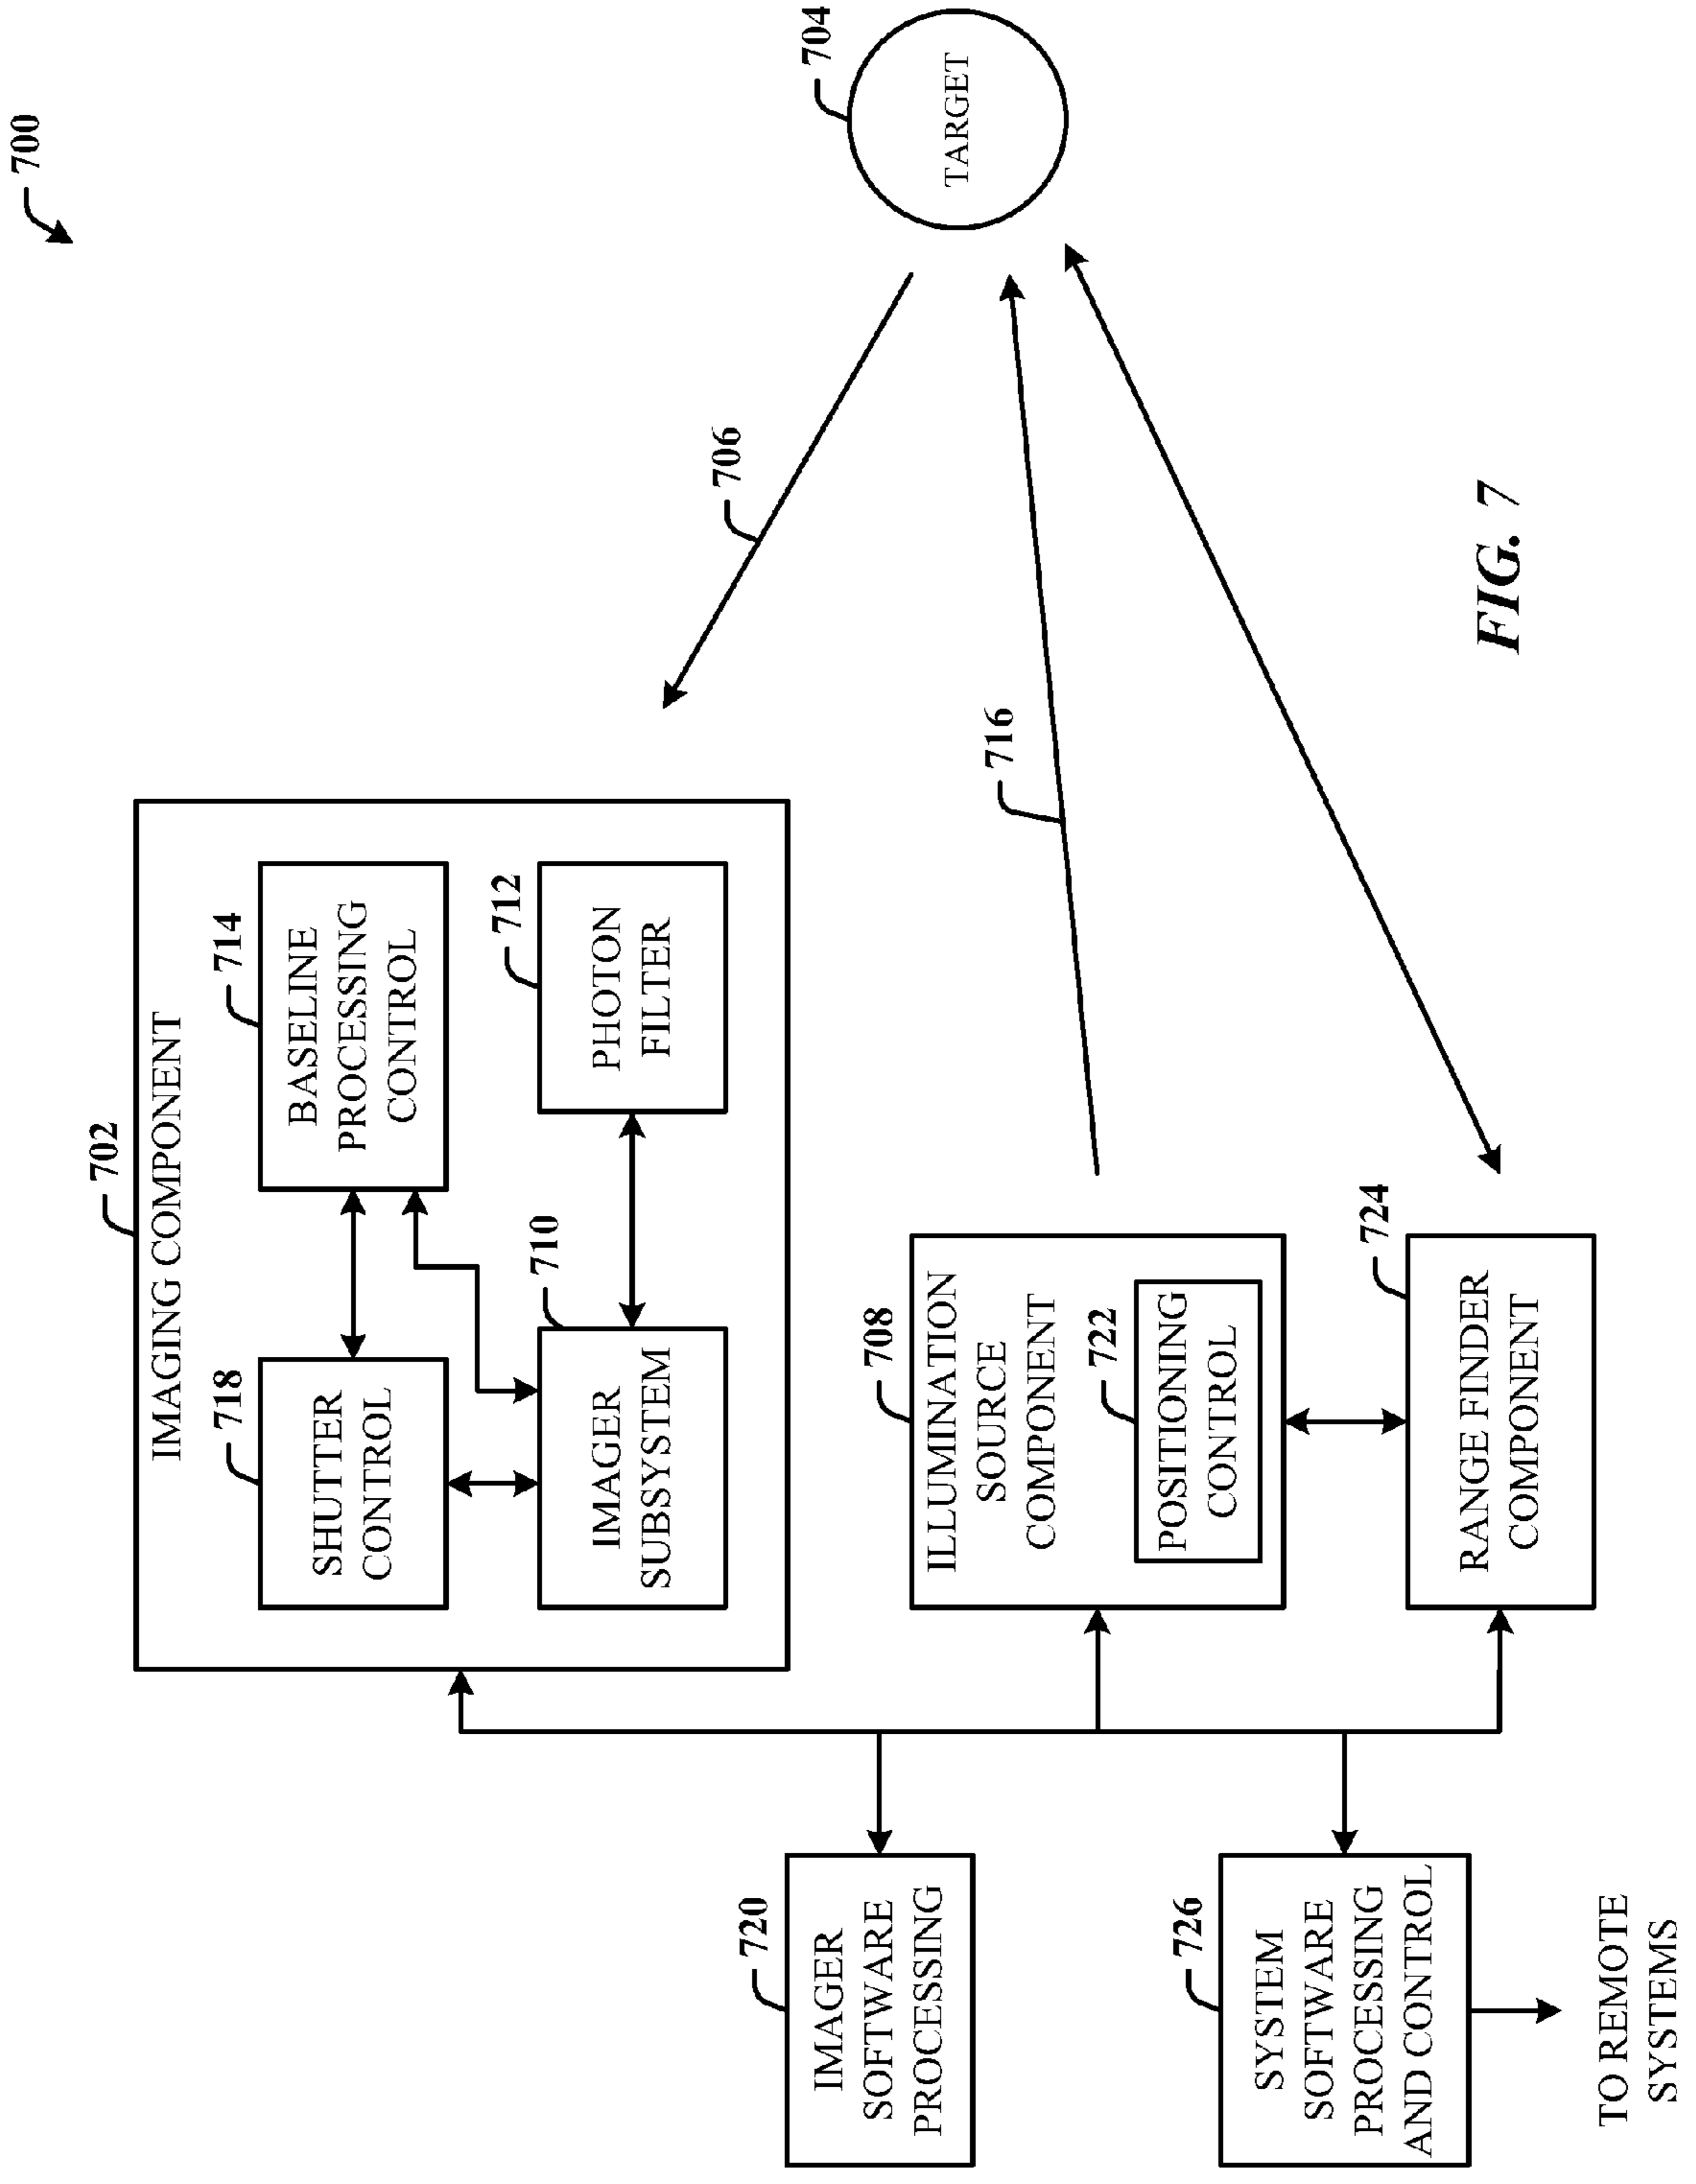 700
702
IMAGING COMPONENT
718
SHUTTER
CONTROL
714
BASELINE
PROCESSING
CONTROL
710
IMAGER
SUBSYSTEM
712
PHOTON
FILTER
706
704
TARGET
720
IMAGER
SOFTWARE
PROCESSING
708
ILLUMINATION
SOURCE
COMPONENT
722
POSITIONING
CONTROL
716
726
SYSTEM
SOFTWARE
PROCESSING
AND CONTROL
724
RANGE FINDER
COMPONENT
TO REMOTE
SYSTEMS
FIG. 7